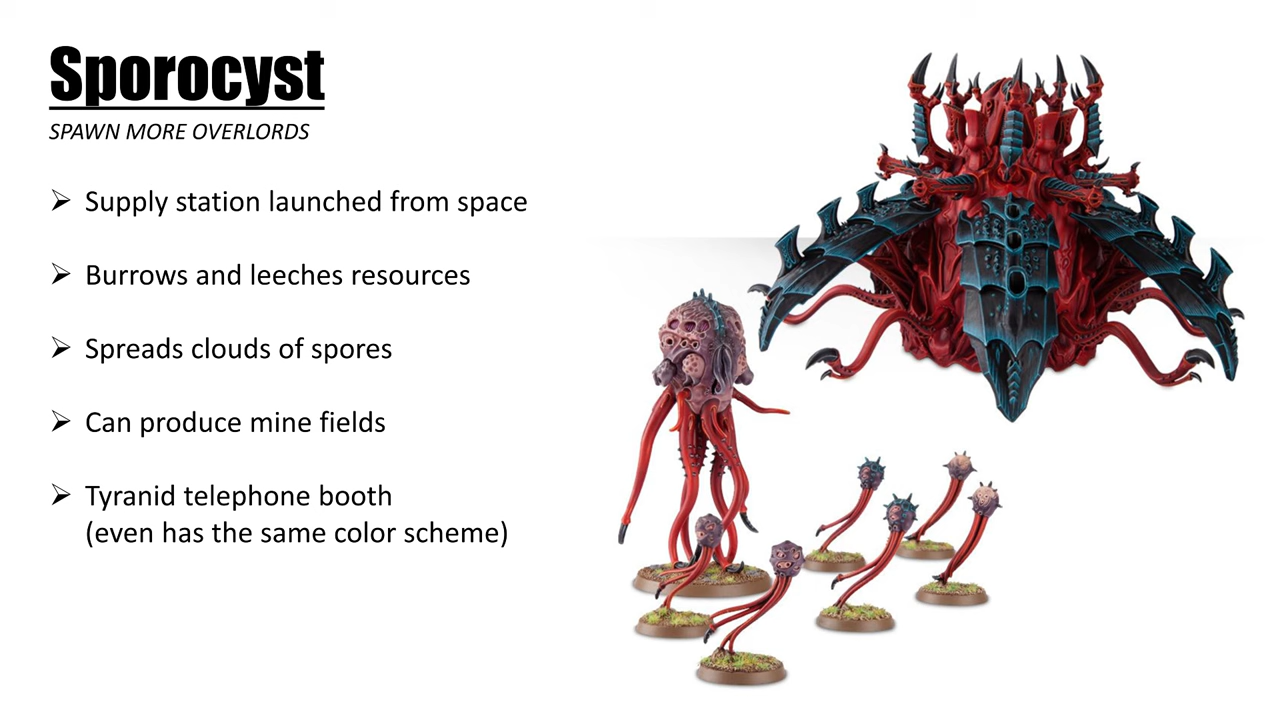 Sporocyst
SPAWN MORE OVERLORDS
Supply station launched from space
Burrows and leeches resources
Spreads clouds of spores
Can produce mine fields
Tyranid telephone booth
(even has the same color scheme)